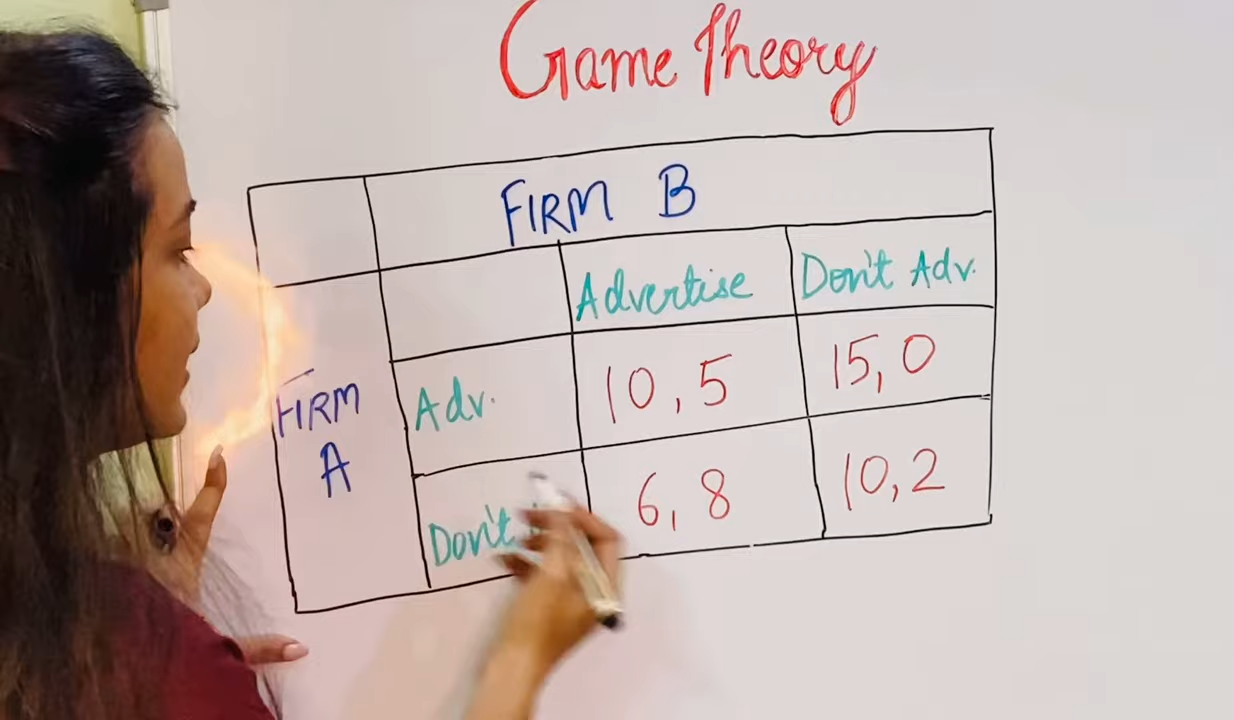 Game Theory
FIRM B
Advertise Don't Adv.
FIRM
A
Adv. 10, 5 15, 0
Don't 6, 8 10, 2